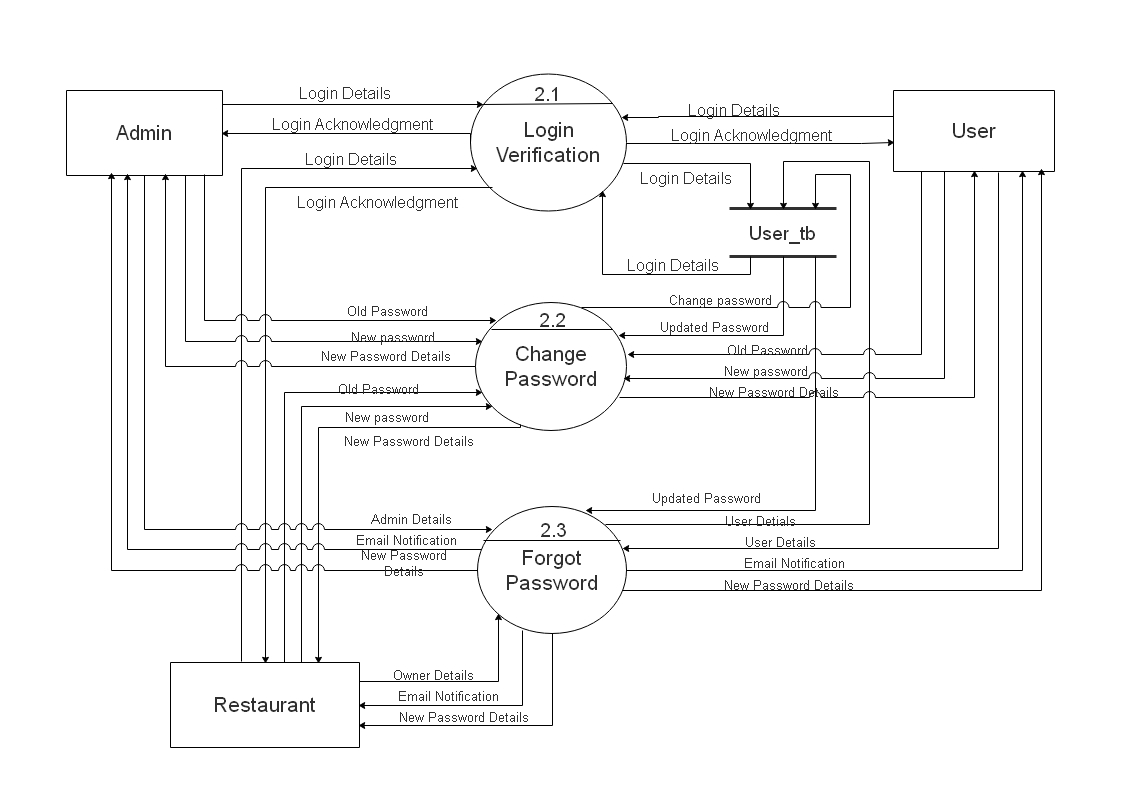 Login Details
2.1
Login Details
Admin
Login Acknowledgment
Login
Verification
Login Acknowledgment
User
Login Details
Login Details
Login Acknowledgment
User_tb
Login Details
Change password
Old Password
2.2
Updated Password
New password
Old Password
New Password Details
Change
Password
New password
Old Password
New Password Details
New password
New Password Details
Updated Password
Admin Details
2.3
User Detials
Email Notification
User Details
New Password
Details
Forgot
Password
Email Notification
New Password Details
Owner Details
Restaurant
Email Notification
New Password Details